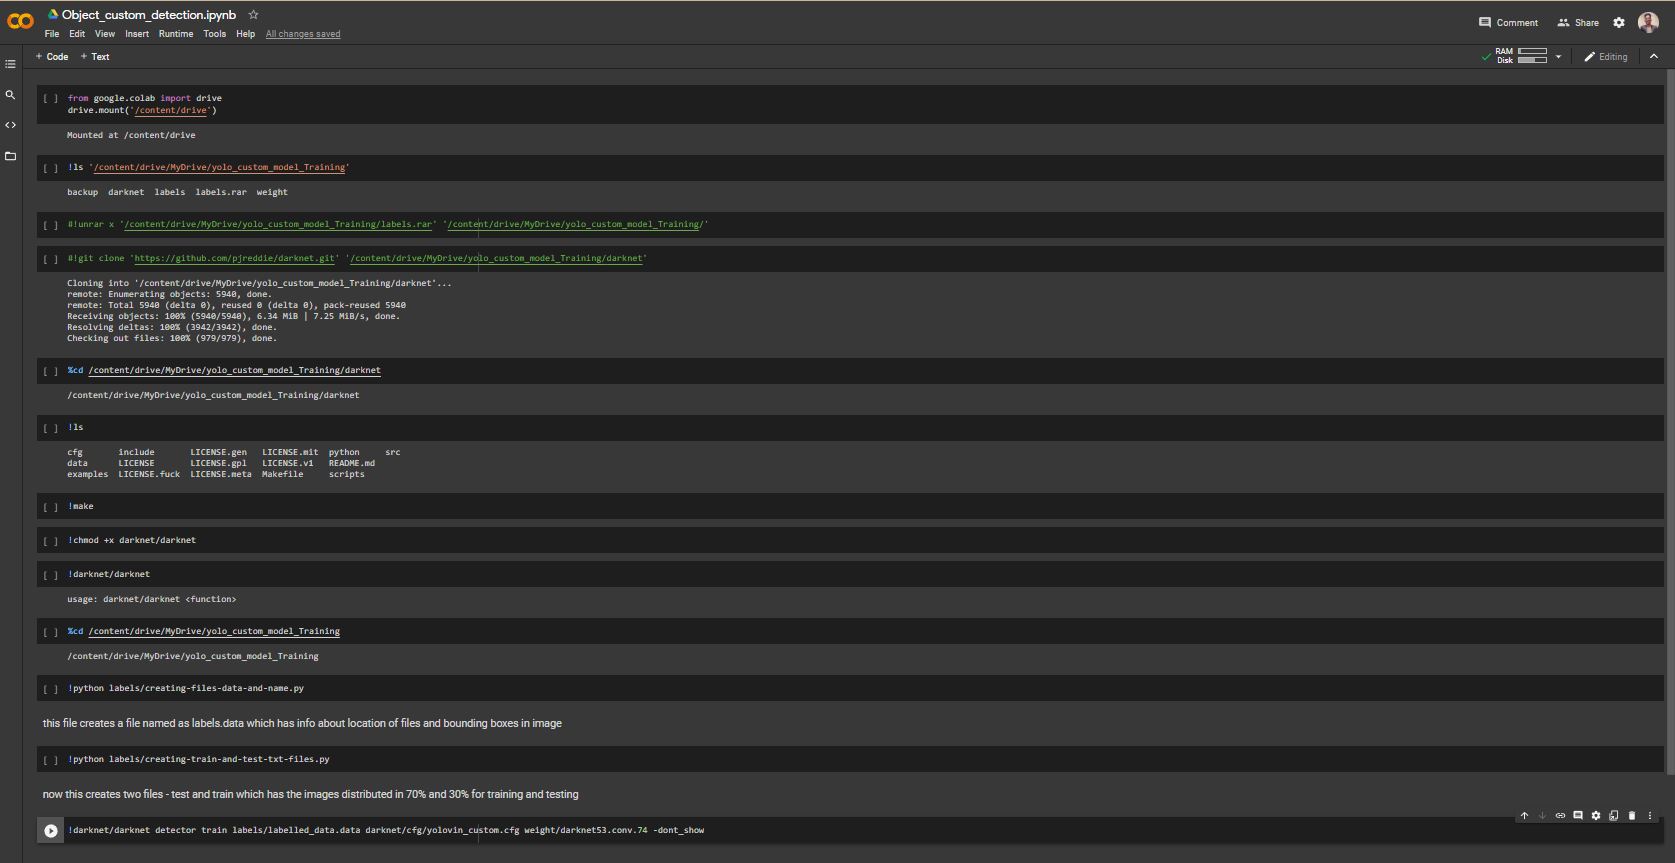 Object_custom_detection.ipynb
File Edit View Insert Runtime Tools Help All changes saved
Comment Share
+ Code + Text
RAM
Disk
Editing
[ ] from google.colab import drive
drive.mount('/content/drive')
Mounted at /content/drive
[ ] !ls '/content/drive/MyDrive/yolo_custom_model_Training'
backup darknet labels labels.rar weight
[ ] #!unrar x '/content/drive/MyDrive/yolo_custom_model_Training/labels.rar' '/content/drive/MyDrive/yolo_custom_model_Training/'
[ ] #!git clone 'https://github.com/pjreddie/darknet.git' '/content/drive/MyDrive/yolo_custom_model_Training/darknet'
Cloning into '/content/drive/MyDrive/yolo_custom_model_Training/darknet'...
remote: Enumerating objects: 5940, done.
remote: Total 5940 (delta 0), reused 0 (delta 0), pack-reused 5940
Receiving objects: 100% (5940/5940), 6.34 MiB | 7.25 MiB/s, done.
Resolving deltas: 100% (3942/3942), done.
Checking out files: 100% (979/979), done.
[ ] %cd /content/drive/MyDrive/yolo_custom_model_Training/darknet
/content/drive/MyDrive/yolo_custom_model_Training/darknet
[ ] !ls
cfg include LICENSE.gen LICENSE.mit python src
data LICENSE LICENSE.gpl LICENSE.v1 README.md
examples LICENSE.fuck LICENSE.meta Makefile scripts
[ ] !make
[ ] !chmod +x darknet/darknet
[ ] !darknet/darknet
usage: darknet/darknet <function>
[ ] %cd /content/drive/MyDrive/yolo_custom_model_Training
/content/drive/MyDrive/yolo_custom_model_Training
[ ] !python labels/creating-files-data-and-name.py
this file creates a file named as labels.data which has info about location of files and bounding boxes in image
[ ] !python labels/creating-train-and-test-txt-files.py
now this creates two files - test and train which has the images distributed in 70% and 30% for training and testing
!darknet/darknet detector train labels/labelled_data.data darknet/cfg/yolovin_custom.cfg weight/darknet53.conv.74 -dont_show